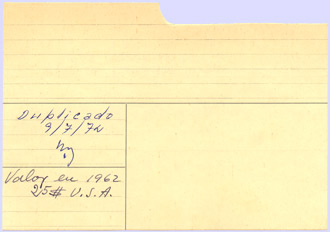 Duplicado
9/7/72
Valor en 1962
25# U.S.A.